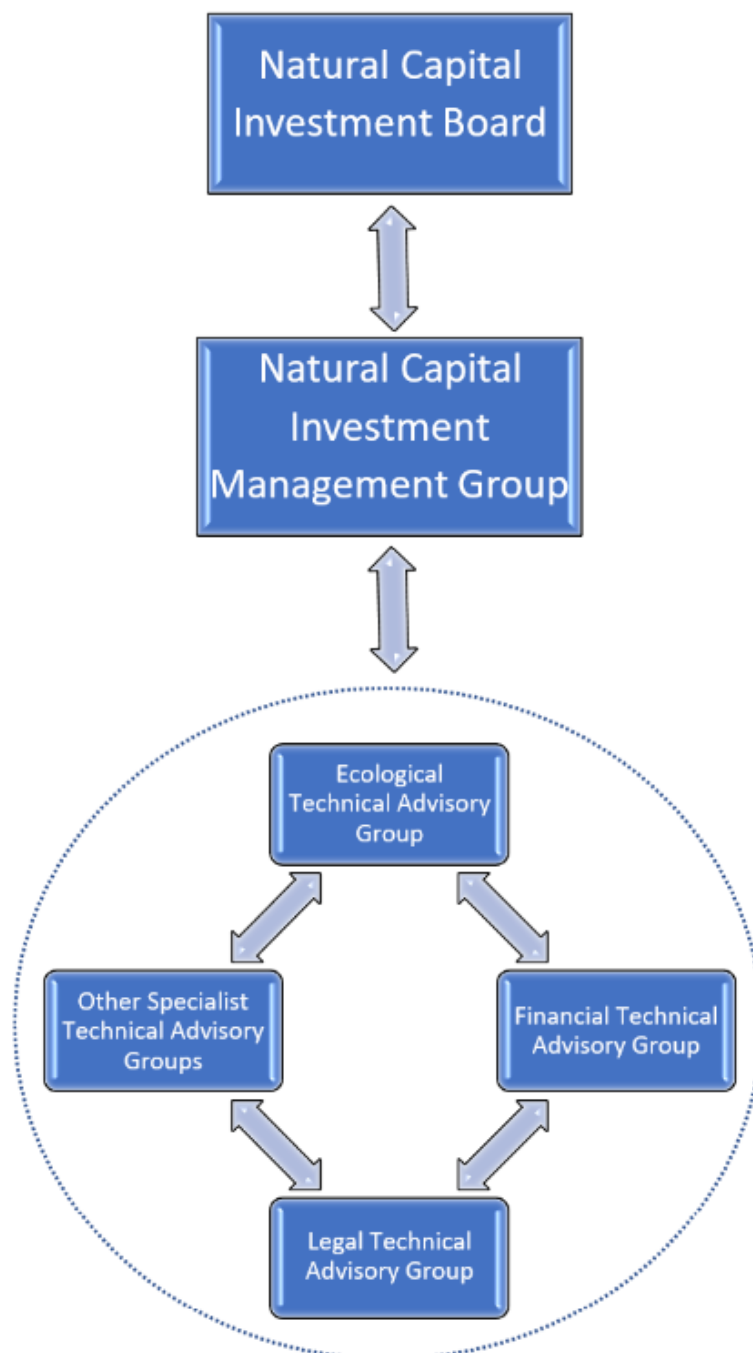 Natural Capital
Investment Board
Natural Capital
Investment
Management Group
Ecological
Technical Advisory
Group
Other Specialist
Technical Advisory
Groups
Financial Technical
Advisory Group
Legal Technical
Advisory Group